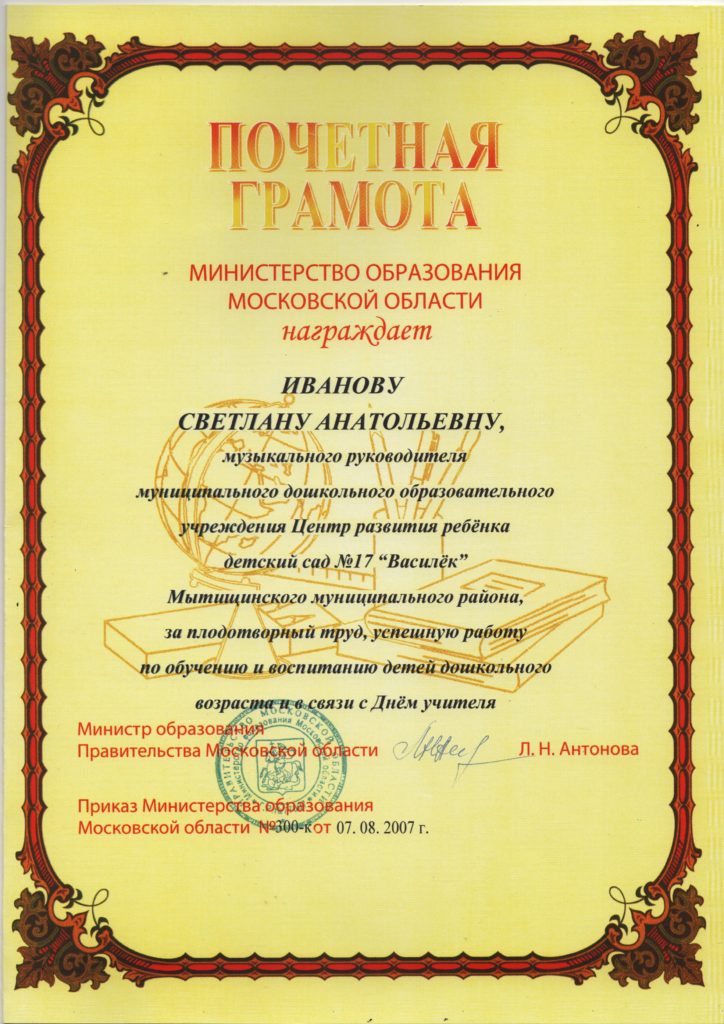 ПОЧЕТНАЯ
ГРАМОТА
МИНИСТЕРСТВО ОБРАЗОВАНИЯ
МОСКОВСКОЙ ОБЛАСТИ
награждает
ИВАНОВУ
СВЕТЛАНУ АНАТОЛЬЕВНУ,
музыкального руководителя
муниципального дошкольного образовательного
учреждения Центр развития ребёнка
детский сад №17 “Василёк”
Мытищинского муниципального района,
за плодотворный труд, успешную работу
по обучению и воспитанию детей дошкольного
возраста и в связи с Днём учителя
Министр образования
Правительства Московской области Л. Н. Антонова
Приказ Министерства образования
Московской области №300-к от 07. 08. 2007 г.